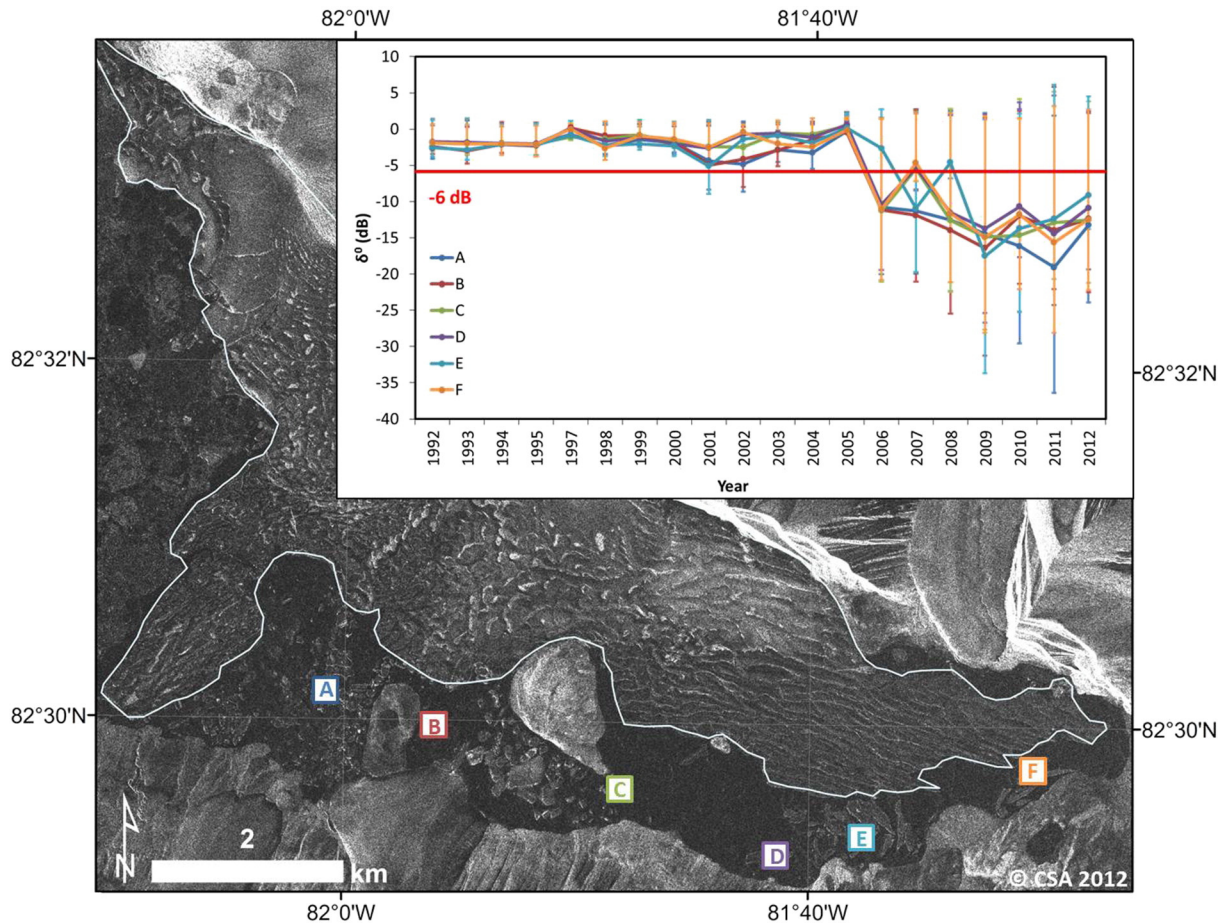 82°0'W 81°40'W
10
5
0
-5
-10
-15
-20
-25
-30
-35
-40
δ⁰ (dB)
-6 dB
A
B
C
D
E
F
1992 1993 1994 1995 1997 1998 1999 2000 2001 2002 2003 2004 2005 2006 2007 2008 2009 2010 2011 2012
Year
82°32'N 82°32'N
82°30'N 82°30'N
A
B
C
D
E
F
N
2
km
© CSA 2012
82°0'W 81°40'W